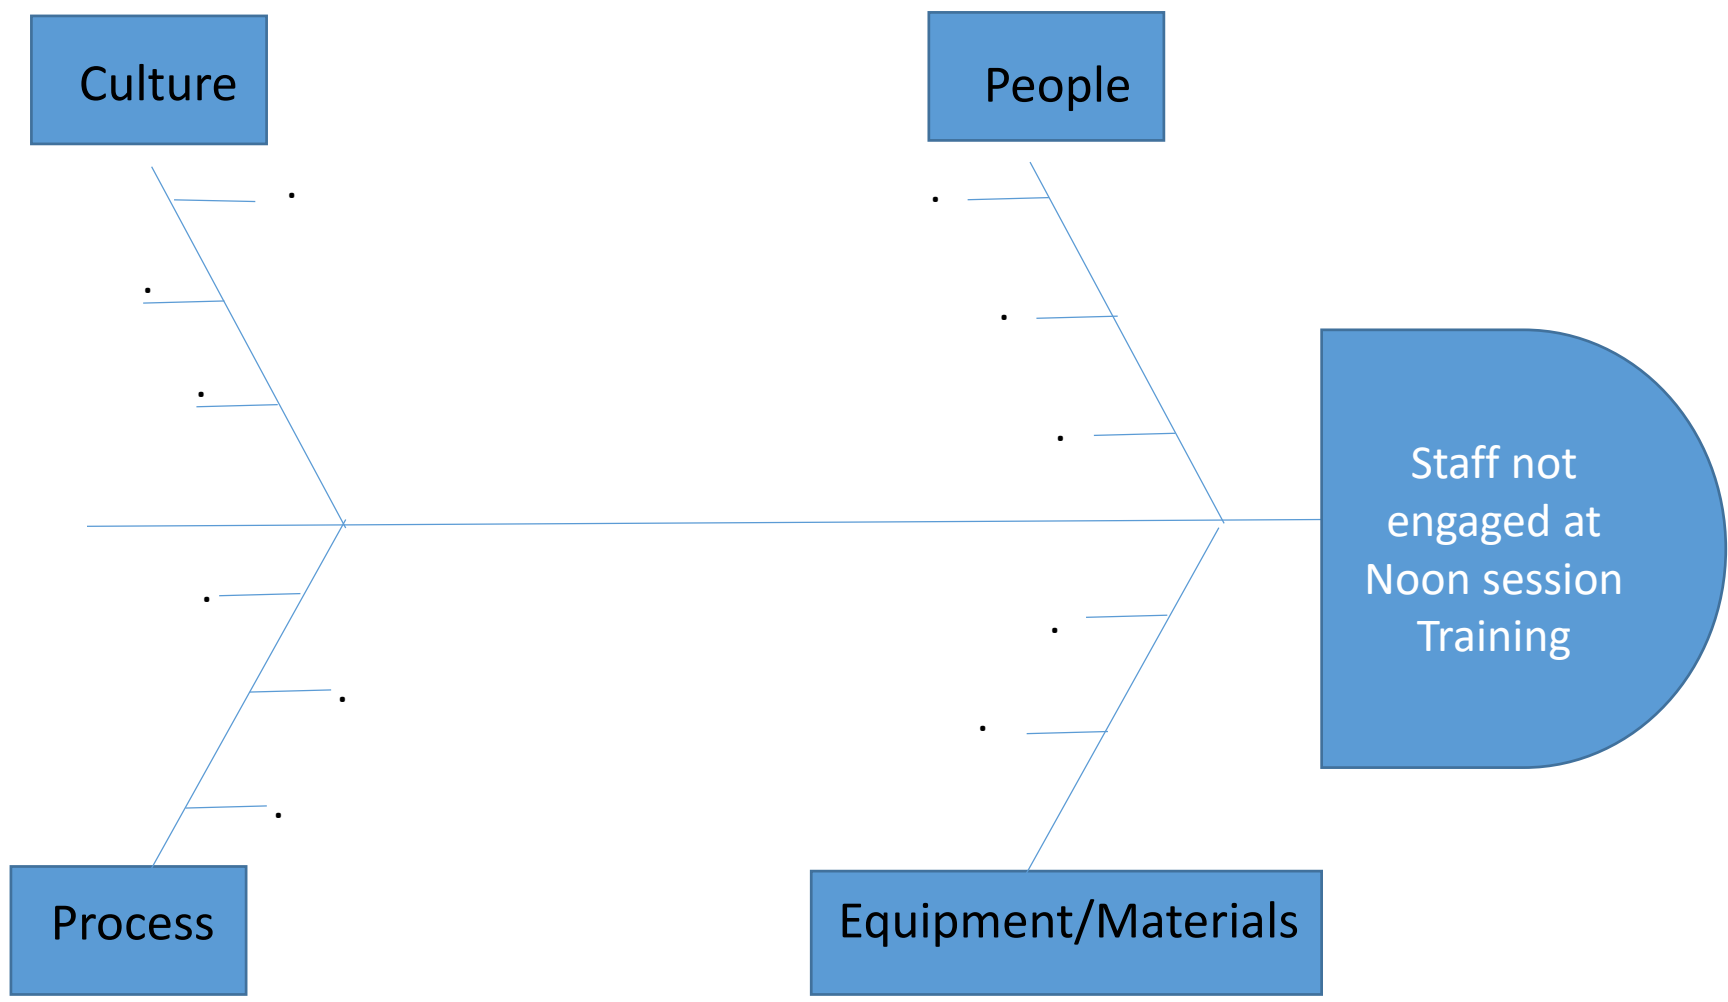 Culture
People
.
.
.
.
.
.
Staff not
engaged at
Noon session
Training
.
.
.
.
.
Process
Equipment/Materials